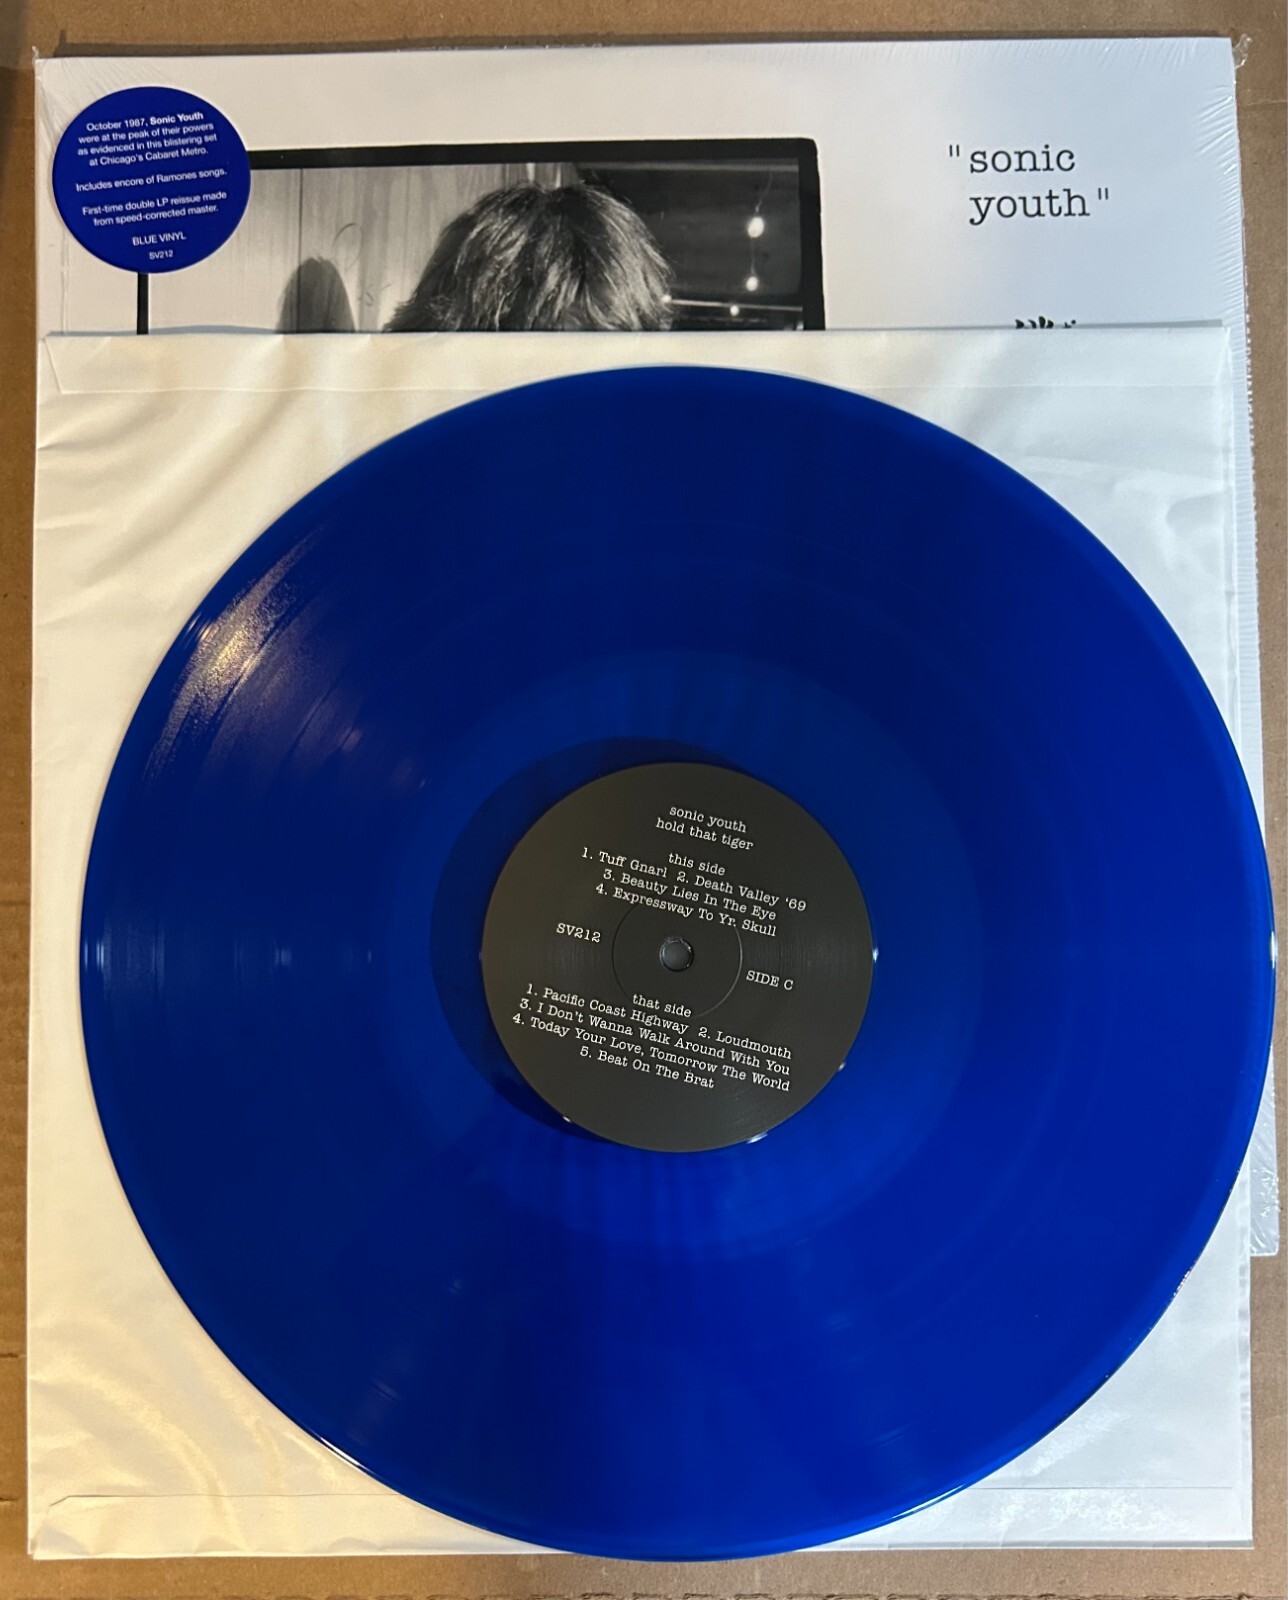 October 1987, Sonic Youth
were at the peak of their powers
as evidenced in this blistering set
at Chicago's Cabaret Metro.
Includes encore of Ramones songs.
First-time double LP reissue made
from speed-corrected master.
BLUE VINYL
SV212
"sonic
youth"
sonic youth
hold that tiger
this side
1. Tuff Gnarl 2. Death Valley '69
3. Beauty Lies In The Eye
4. Expressway To Yr. Skull
SV212
SIDE C
that side
1. Pacific Coast Highway 2. Loudmouth
3. I Don't Wanna Walk Around With You
4. Today Your Love, Tomorrow The World
5. Beat On The Brat